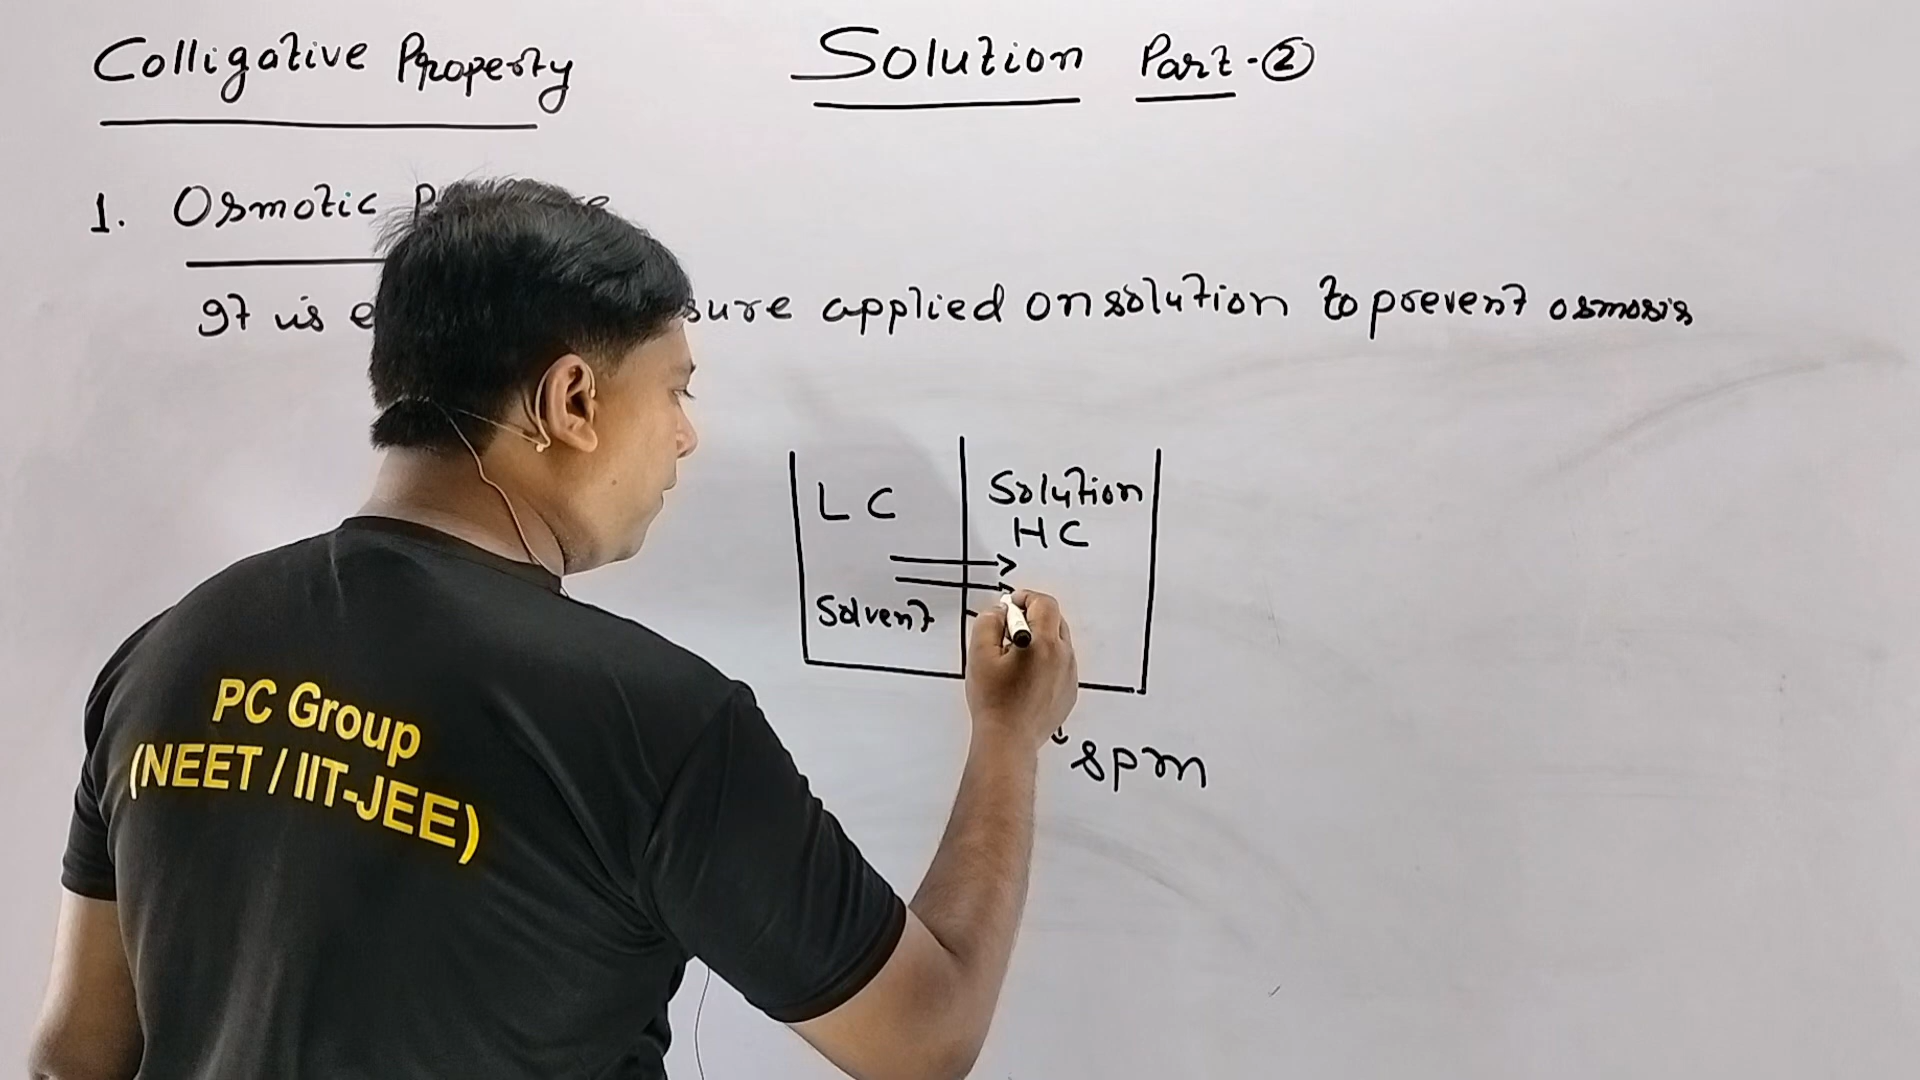 Colligative Property
Solution Part-②
1. Osmotic
It is applied on solution to prevent osmosis
LC
Solution
HC
Solvent
SPM
PC Group
(NEET / IIT-JEE)